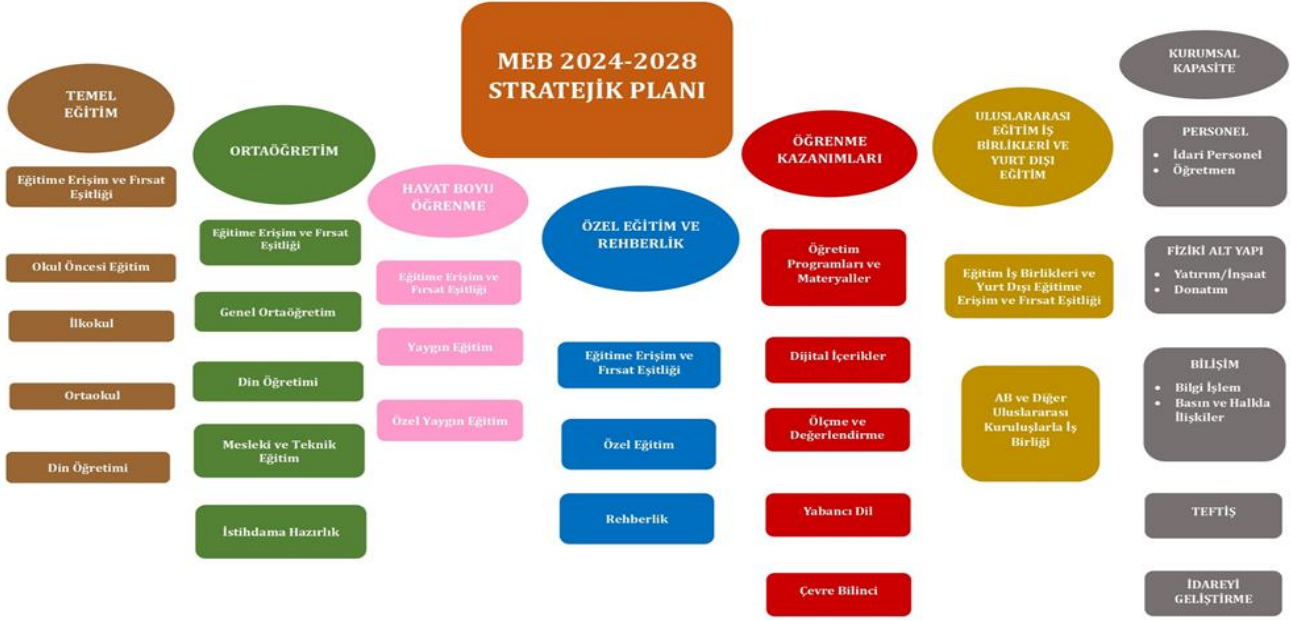 MEB 2024-2028
STRATEJİK PLANI
TEMEL
EĞİTİM
Eğitime Erişim ve Fırsat
Eşitliği
Okul Öncesi Eğitim
İlkokul
Ortaokul
Din Öğretimi
ORTAÖĞRETİM
Eğitime Erişim ve Fırsat
Eşitliği
Genel Ortaöğretim
Din Öğretimi
Mesleki ve Teknik
Eğitim
İstihdama Hazırlık
HAYAT BOYU
ÖĞRENME
Eğitime Erişim ve
Fırsat Eşitliği
Yaygın Eğitim
Özel Yaygın Eğitim
ÖZEL EĞİTİM VE
REHBERLİK
Eğitime Erişim ve
Fırsat Eşitliği
Özel Eğitim
Rehberlik
ÖĞRENME
KAZANIMLARI
Öğretim
Programları ve
Materyaller
Dijital İçerikler
Ölçme ve
Değerlendirme
Yabancı Dil
Çevre Bilinci
ULUSLARARASI
EĞİTİM İŞ
BİRLİKLERİ VE
YURT DIŞI
EĞİTİM
Eğitim İş Birlikleri ve
Yurt Dışı Eğitime
Erişim ve Fırsat Eşitliği
AB ve Diğer
Uluslararası
Kuruluşlarla İş
Birliği
KURUMSAL
KAPASİTE
PERSONEL
• İdari Personel
• Öğretmen
FİZİKİ ALT YAPI
• Yatırım/İnşaat
• Donatım
BİLİŞİM
• Bilgi İşlem
• Basın ve Halkla
İlişkiler
TEFTİŞ
İDAREYİ
GELİŞTİRME